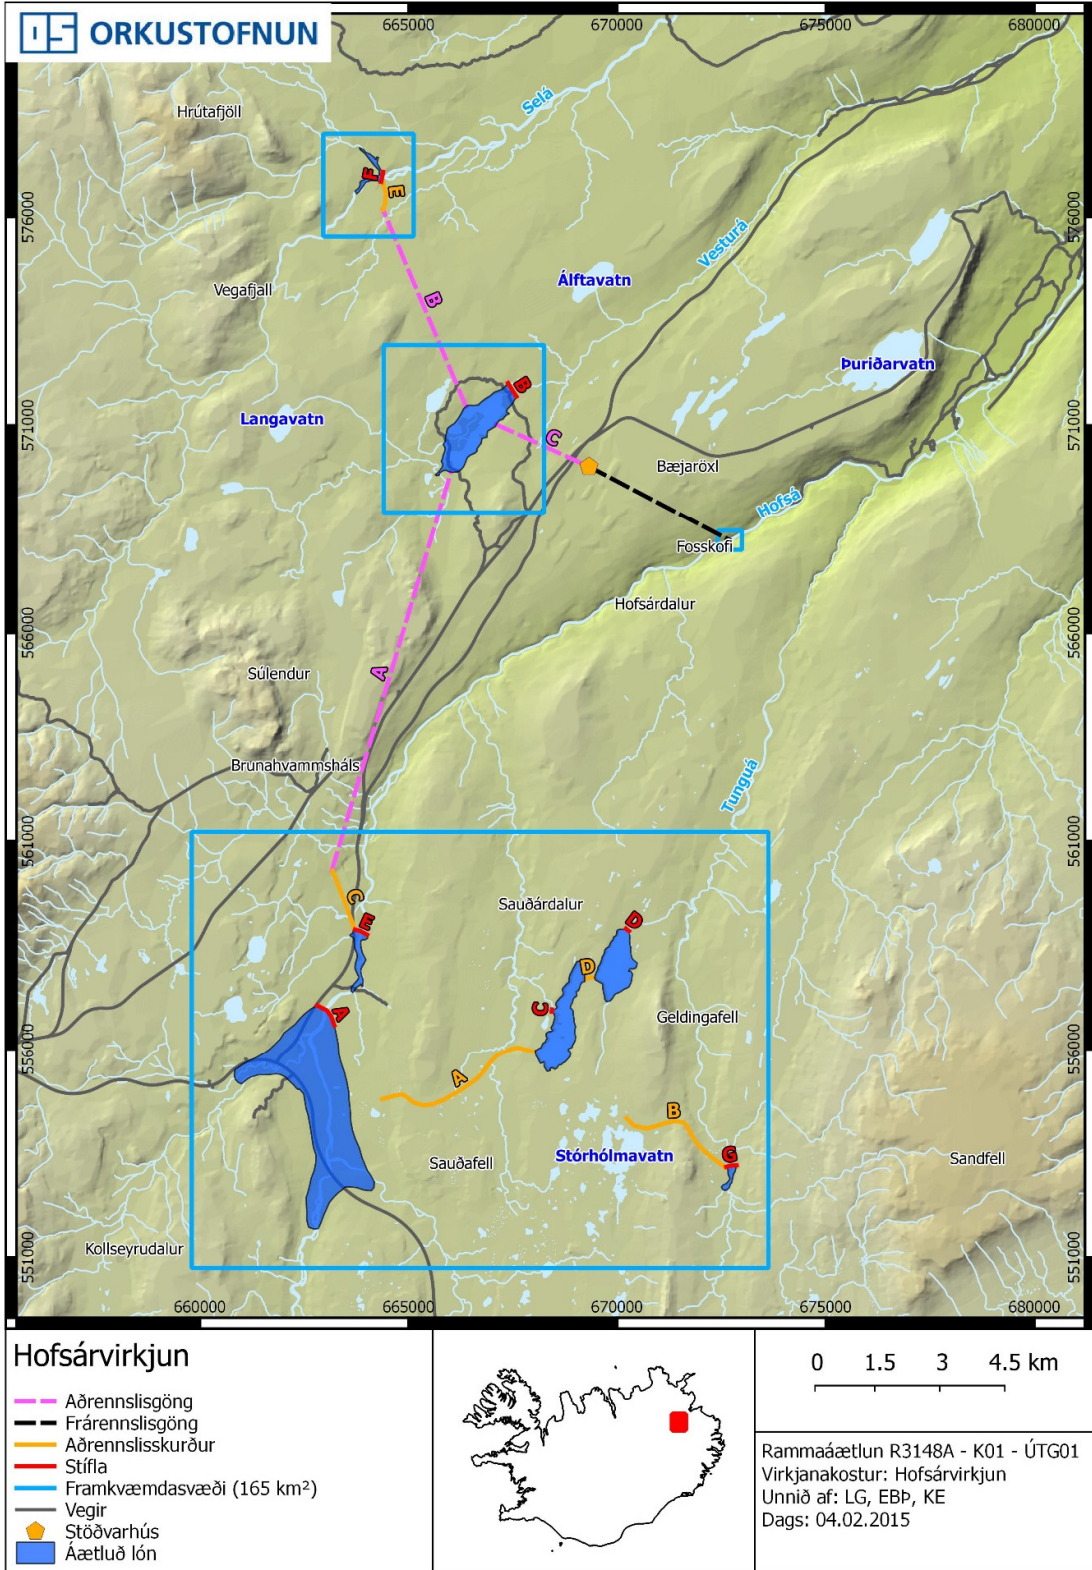 OS ORKUSTOFNUN
665000
670000
675000
680000
Hrútafjöll
Selá
F
E
576000
576000
Vesturá
Álftavatn
Vegafjall
B
Þuriðarvatn
B
Langavatn
571000
571000
C
Bæjaröxl
Hofsá
Fosskofi
Hofsárdalur
566000
566000
Súlendur
A
Brunahvammsháls
Tunguá
561000
561000
C
Sauðárdalur
E
D
D
C
A
Geldingafell
556000
556000
A
B
Stórhólmavatn
G
Sauðafell
Sandfell
Kollseyrudalur
551000
551000
660000
665000
670000
675000
680000
Hofsárvirkjun
Aðrennslisgöng
Frárennslisgöng
Aðrennslisskurður
Stífla
Framkvæmdasvæði (165 km²)
Vegir
Stöðvarhús
Áætluð lón
0 1.5 3 4.5 km
Rammaáætlun R3148A - K01 - ÚTG01
Virkjanakostur: Hofsárvirkjun
Unnið af: LG, EBÞ, KE
Dags: 04.02.2015